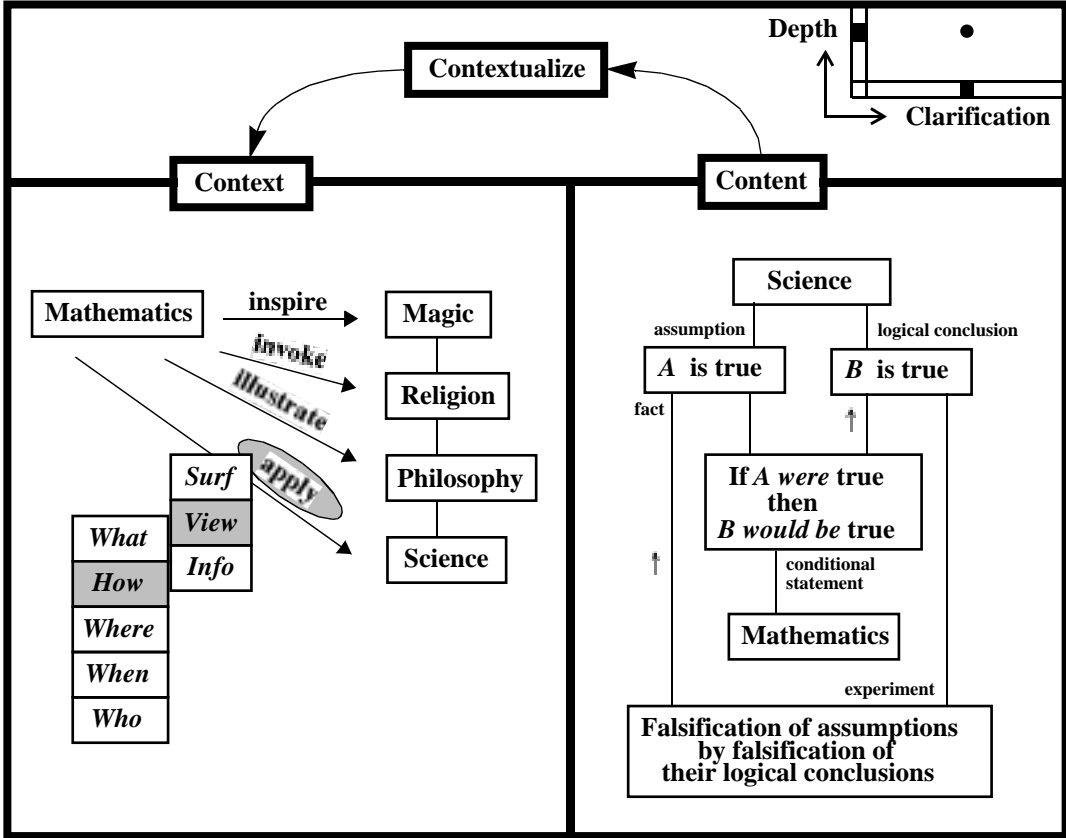 Depth
Contextualize
Clarification
Context
Content
Mathematics
inspire
Magic
invoke
Religion
illustrate
Philosophy
apply
Science
Surf
View
Info
What
How
Where
When
Who
Science
assumption
logical conclusion
A is true
B is true
fact
If A were true
then
B would be true
conditional
statement
Mathematics
experiment
Falsification of assumptions
by falsification of
their logical conclusions